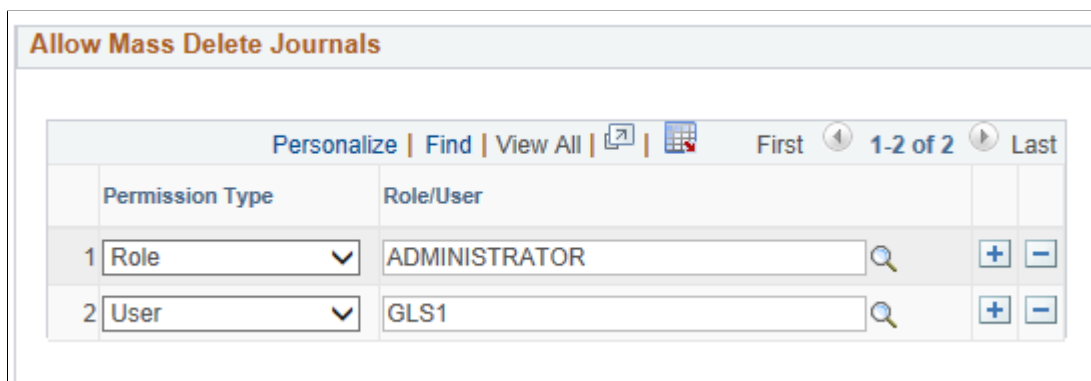 Allow Mass Delete Journals
Personalize | Find | View All | | First 1-2 of 2 Last
Permission Type Role/User
1 Role ADMINISTRATOR
2 User GLS1